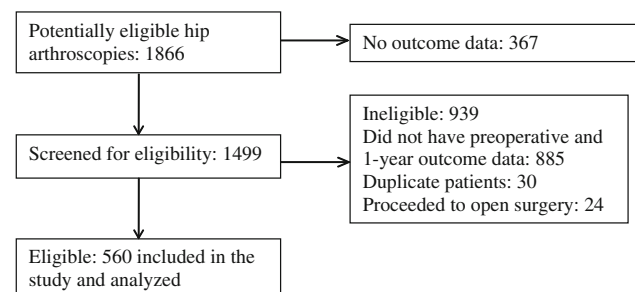 Potentially eligible hip
arthroscopies: 1866
No outcome data: 367
Screened for eligibility: 1499
Ineligible: 939
Did not have preoperative and
1-year outcome data: 885
Duplicate patients: 30
Proceeded to open surgery: 24
Eligible: 560 included in the
study and analyzed